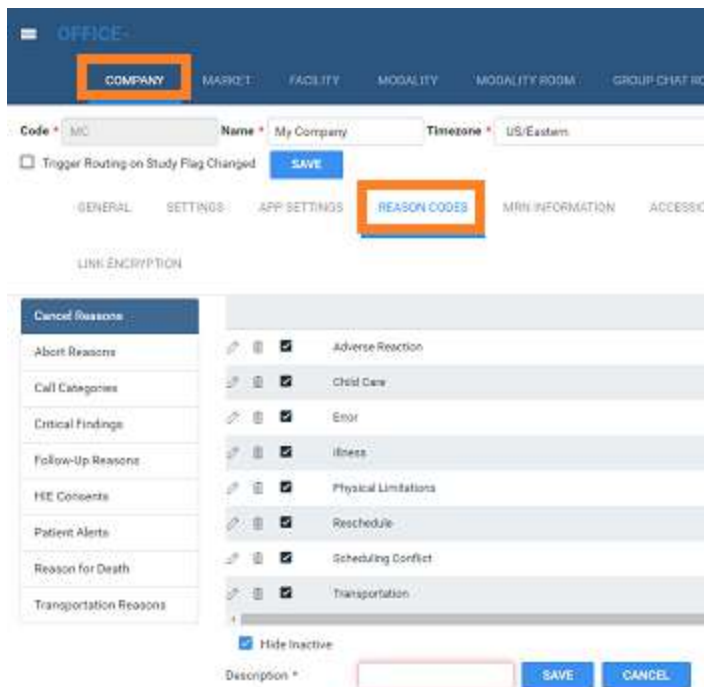 OFFICE-
COMPANY MARKET FACILITY MODALITY MODALITY ROOM GROUP CHAT RO
Code * MC Name * My Company Timezone * US/Eastern
Trigger Routing on Study Flag Changed SAVE
GENERAL SETTINGS APP SETTINGS REASON CODES MRN INFORMATION ACCESSIO
LINK ENCRYPTION
Cancel Reasons
Abort Reasons Adverse Reaction
Call Categories Child Care
Critical Findings Error
Follow-Up Reasons Illness
HIE Consents Physical Limitations
Patient Alerts Reschedule
Reason for Death Scheduling Conflict
Transportation Reasons Transportation
Hide Inactive
Description * SAVE CANCEL